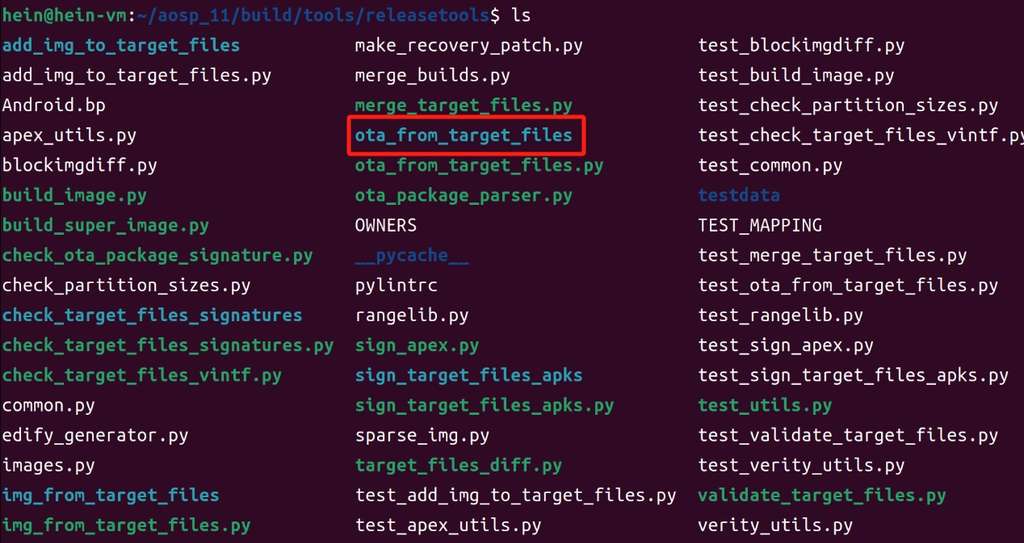 hein@hein-vm:~/aosp_11/build/tools/releasetools$ ls
add_img_to_target_files make_recovery_patch.py test_blockimgdiff.py
add_img_to_target_files.py merge_builds.py test_build_image.py
Android.bp merge_target_files.py test_check_partition_sizes.py
apex_utils.py ota_from_target_files test_check_target_files_vintf.py
blockimgdiff.py ota_from_target_files.py test_common.py
build_image.py ota_package_parser.py testdata
build_super_image.py OWNERS TEST_MAPPING
check_ota_package_signature.py __pycache__ test_merge_target_files.py
check_partition_sizes.py pylintrc test_ota_from_target_files.py
check_target_files_signatures rangelib.py test_rangelib.py
check_target_files_signatures.py sign_apex.py test_sign_apex.py
check_target_files_vintf.py sign_target_files_apks test_sign_target_files_apks.py
common.py sign_target_files_apks.py test_utils.py
edify_generator.py sparse_img.py test_validate_target_files.py
images.py target_files_diff.py test_verity_utils.py
img_from_target_files test_add_img_to_target_files.py validate_target_files.py
img_from_target_files.py test_apex_utils.py verity_utils.py